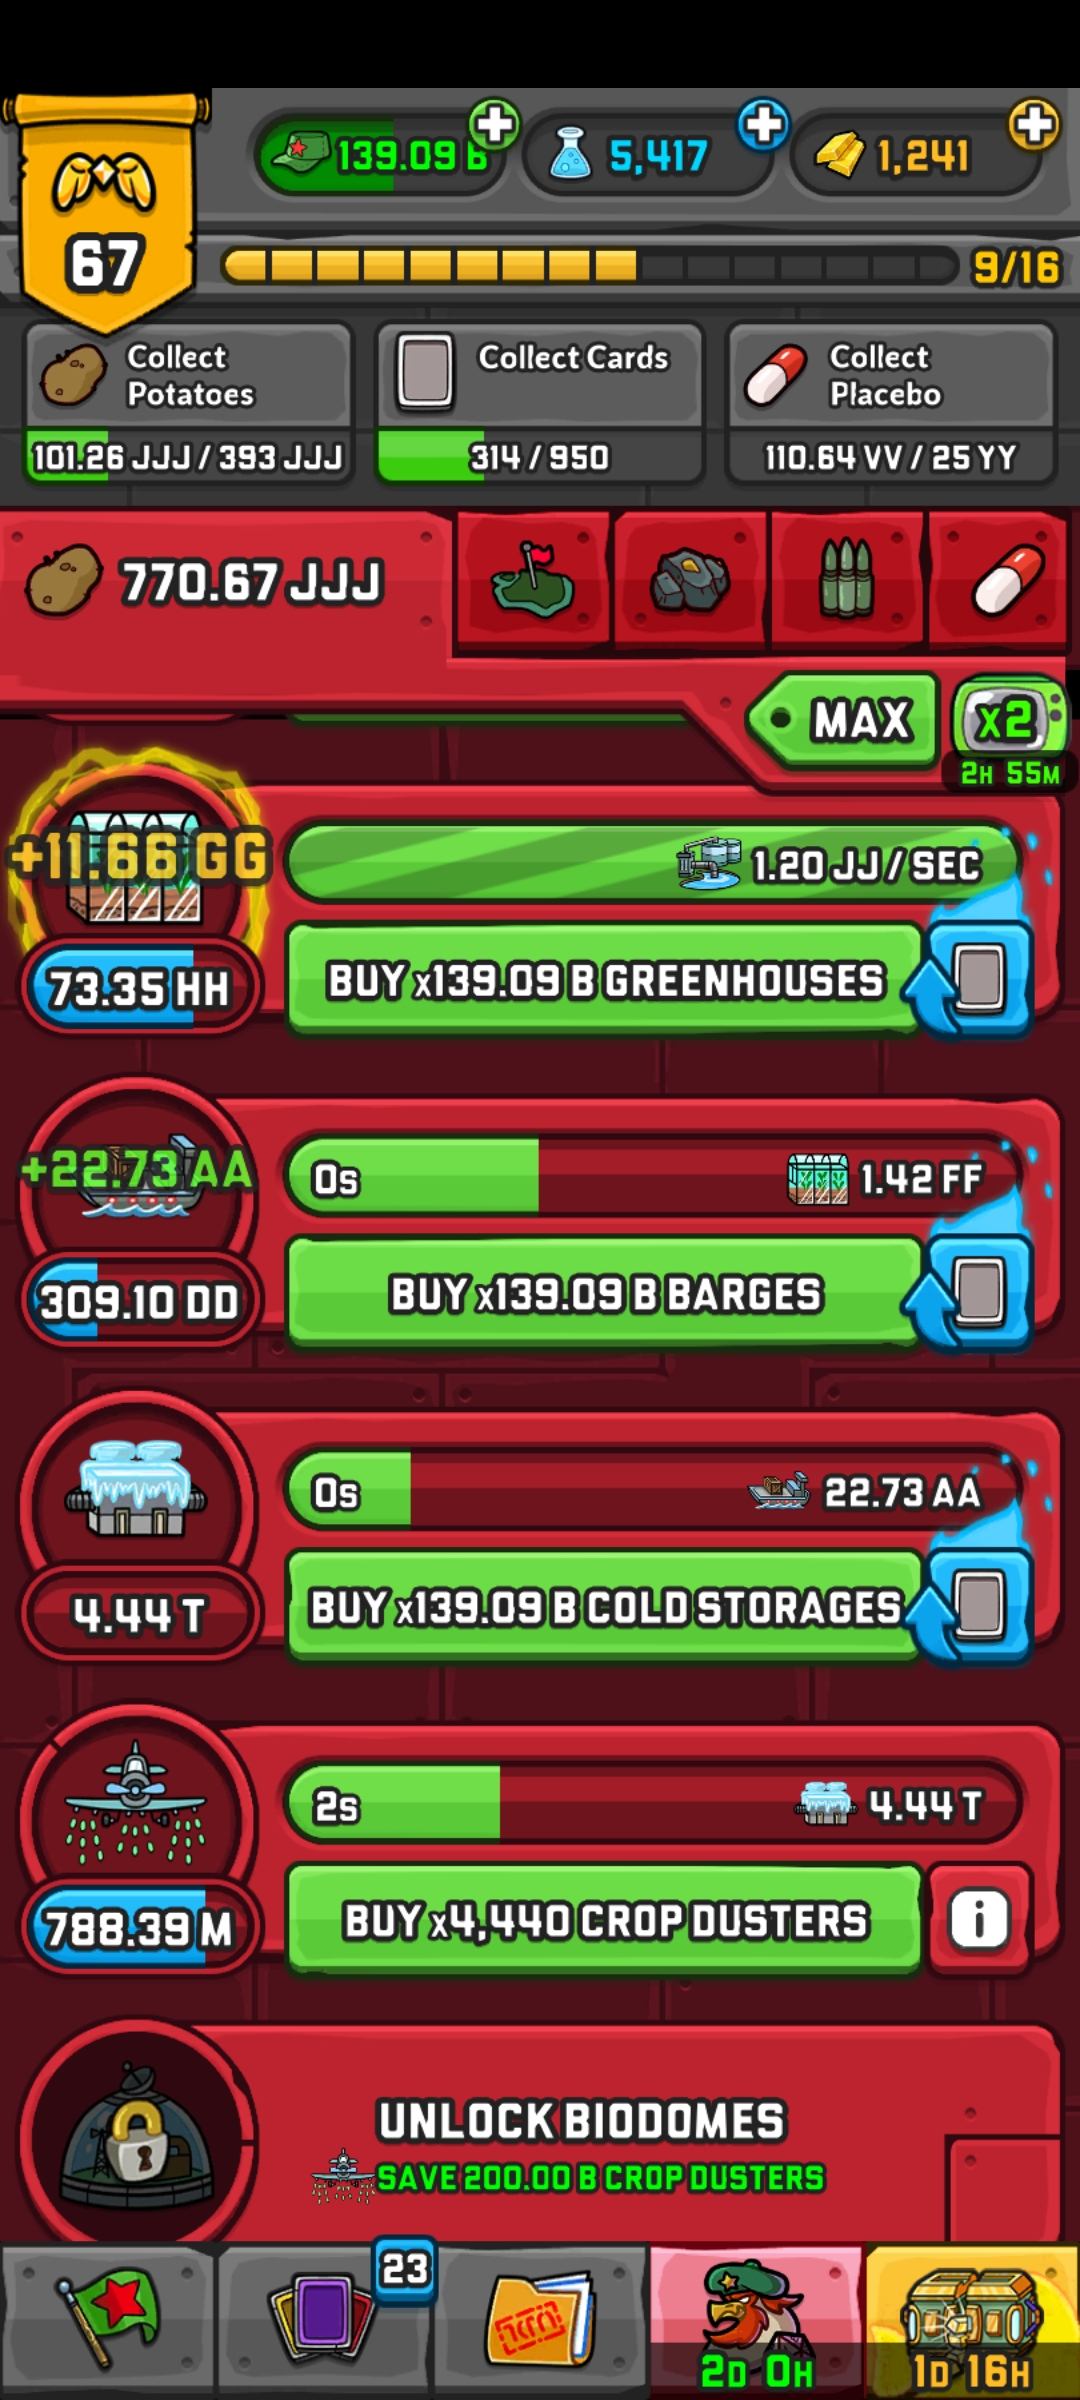 139.09 B
5,417
1,241
67
9/16
Collect
Potatoes
101.26 JJJ / 393 JJJ
Collect Cards
314 / 950
Collect
Placebo
110.64 VV / 25 YY
770.67 JJJ
MAX
x2
2H 55M
+11.66 GG
1.20 JJ / SEC
73.35 HH
BUY x139.09 B GREENHOUSES
+22.73 AA
0s
1.42 FF
309.10 DD
BUY x139.09 B BARGES
0s
22.73 AA
4.44 T
BUY x139.09 B COLD STORAGES
2s
4.44 T
788.39 M
BUY x4,440 CROP DUSTERS
i
UNLOCK BIODOMES
SAVE 200.00 B CROP DUSTERS
23
2D 0H
1D 16H